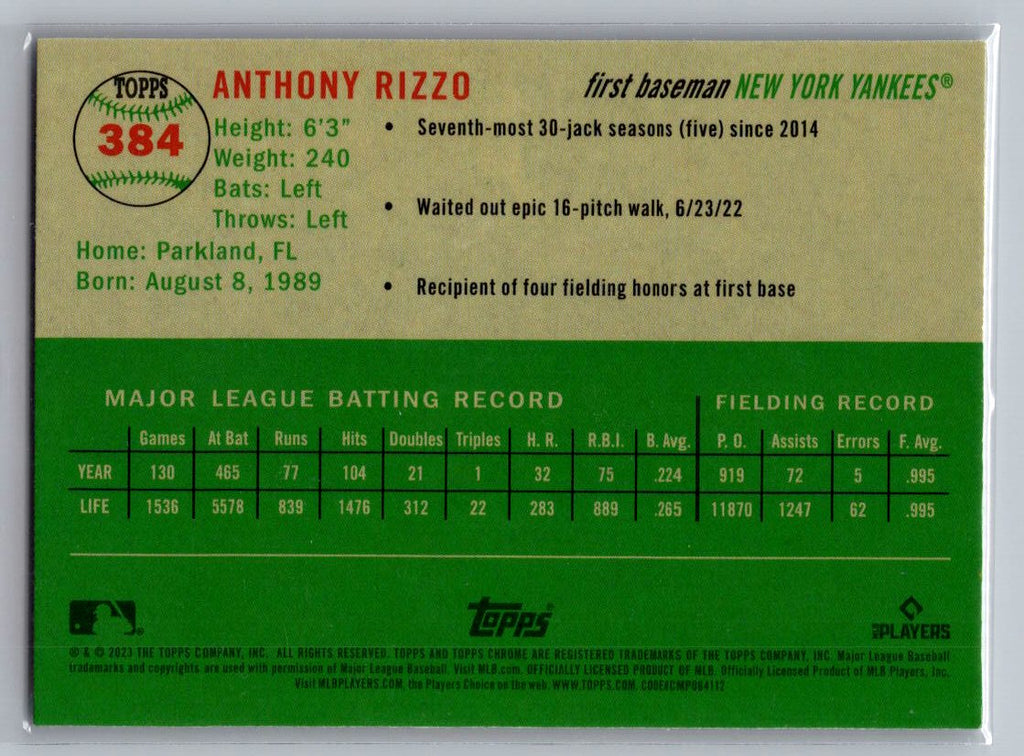 TOPPS
384
ANTHONY RIZZO
first baseman NEW YORK YANKEES®
Height: 6'3"
Weight: 240
Bats: Left
Throws: Left
Home: Parkland, FL
Born: August 8, 1989
• Seventh-most 30-jack seasons (five) since 2014
• Waited out epic 16-pitch walk, 6/23/22
• Recipient of four fielding honors at first base
MAJOR LEAGUE BATTING RECORD FIELDING RECORD
Games At Bat Runs Hits Doubles Triples H. R. R.B.I. B. Avg. P. O. Assists Errors F. Avg.
YEAR 130 465 77 104 21 1 32 75 .224 919 72 5 .995
LIFE 1536 5578 839 1476 312 22 283 889 .265 11870 1247 62 .995
topps®
MLB PLAYERS
® & © 2023 THE TOPPS COMPANY, INC. ALL RIGHTS RESERVED. TOPPS AND TOPPS CHROME ARE REGISTERED TRADEMARKS OF THE TOPPS COMPANY, INC. Major League Baseball
trademarks and copyrights are used with permission of Major League Baseball. Visit MLB.com. OFFICIALLY LICENSED PRODUCT OF MLB. Officially Licensed Product of MLB Players, Inc.
Visit MLBPLAYERS.COM, the Players Choice on the web. WWW.TOPPS.COM. CODE#CMP084112